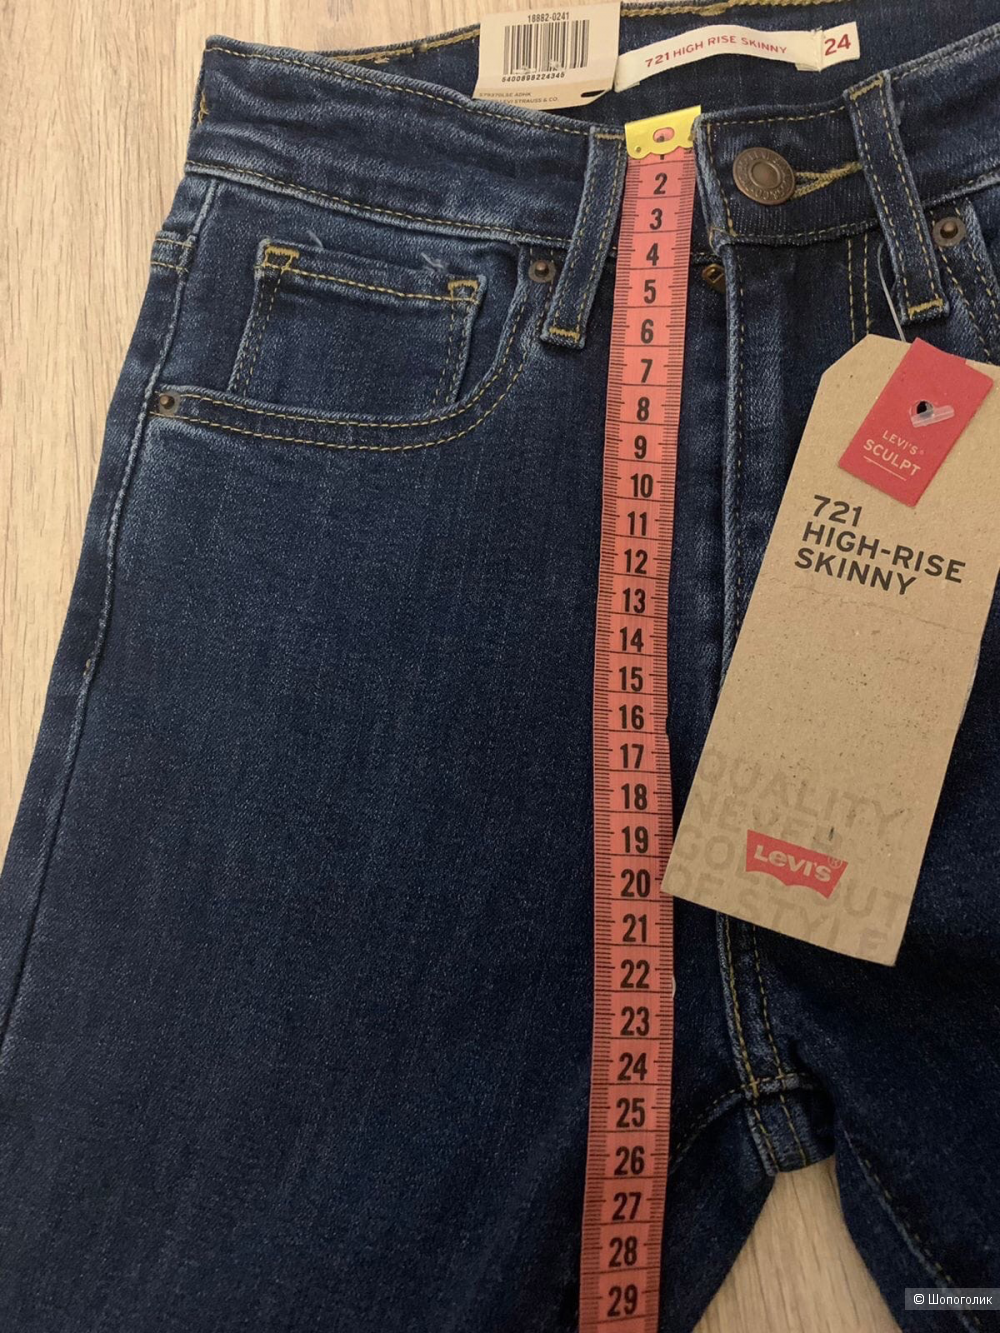 18882-0241
5400898224345
LEVI STRAUSS & CO.
721 HIGH RISE SKINNY
24
1
2
3
4
5
6
7
8
9
10
11
12
13
14
15
16
17
18
19
20
21
22
23
24
25
26
27
28
29
LEVI'S®
SCULPT
721
HIGH-RISE
SKINNY
QUALITY
NEVER
OUT
OF STYLE
LEVI'S®
© Шопоголик